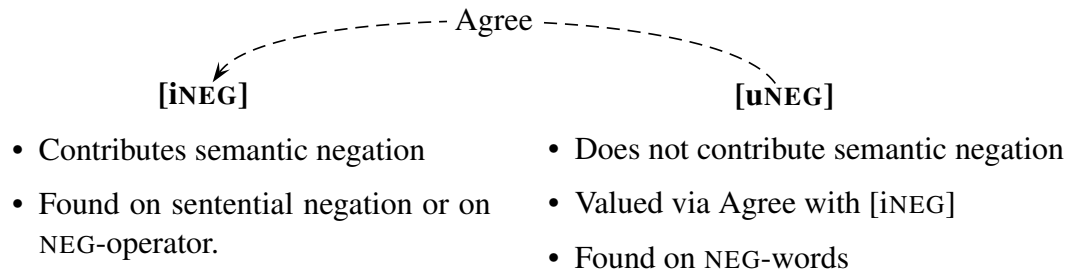 Agree
[iNEG]
• Contributes semantic negation
• Found on sentential negation or on
NEG-operator.
[uNEG]
• Does not contribute semantic negation
• Valued via Agree with [iNEG]
• Found on NEG-words